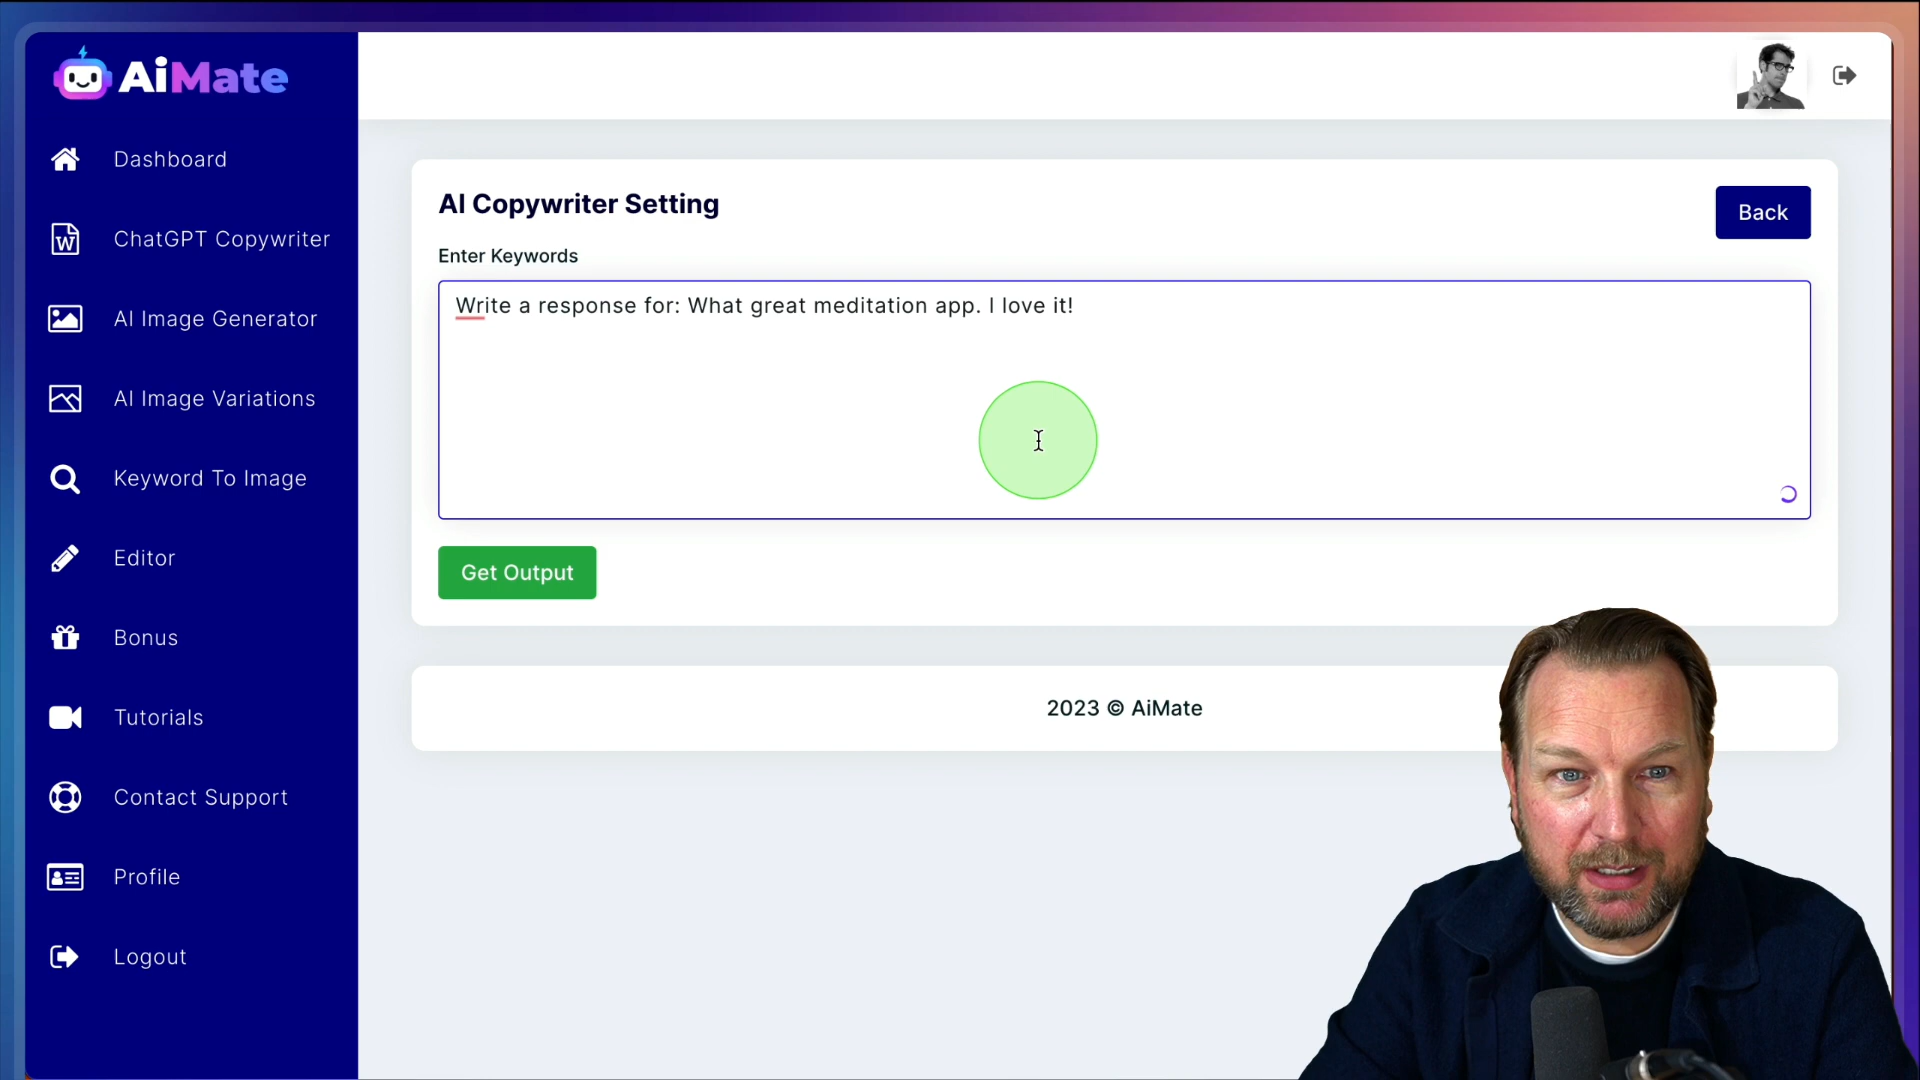 AiMate
Dashboard
ChatGPT Copywriter
AI Image Generator
AI Image Variations
Keyword To Image
Editor
Bonus
Tutorials
Contact Support
Profile
Logout
AI Copywriter Setting
Back
Enter Keywords
Write a response for: What great meditation app. I love it!
Get Output
2023 © AiMate